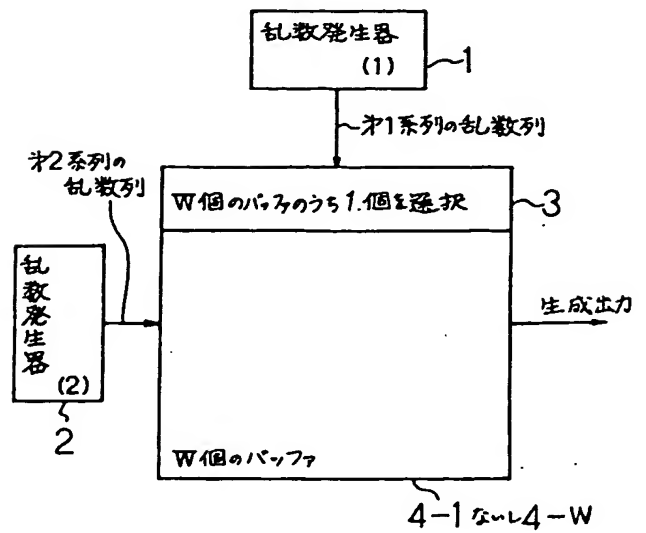 乱数発生器
(1)
1
第1系列の乱数列
第2系列の
乱数列
W個のバッファのうち1個を選択
3
乱数発生器
(2)
2
生成出力
W個のバッファ
4-1ないし4-W